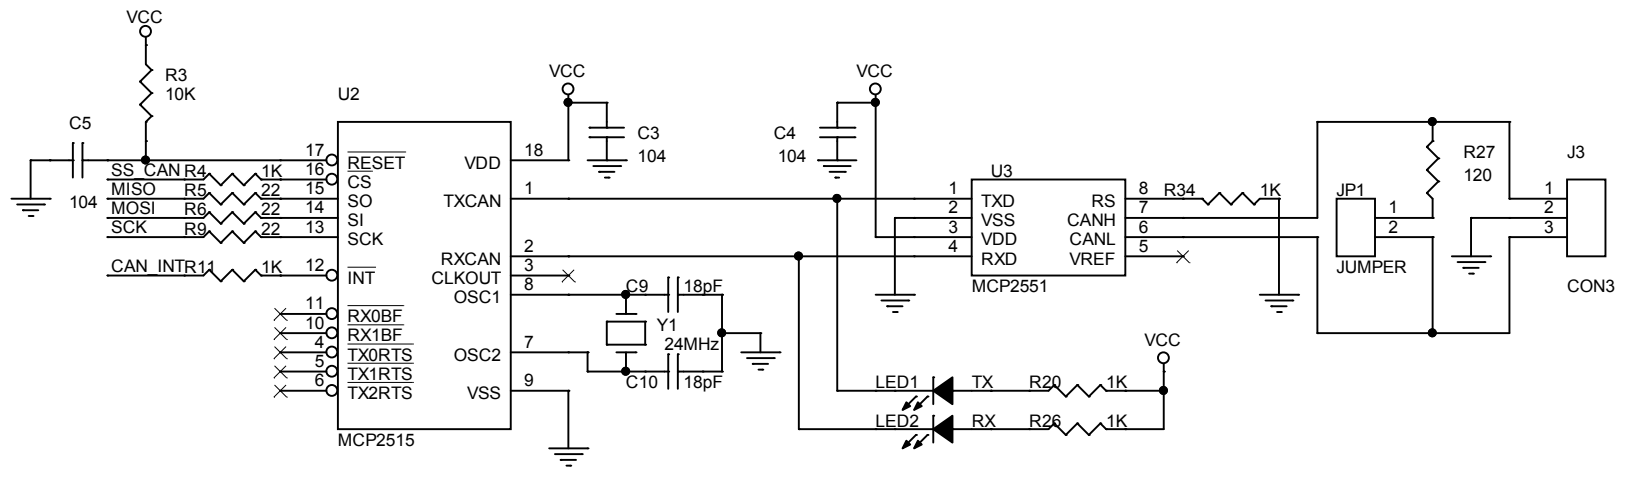 VCC
R3
10K
C5
104
17
RESET
SS_CAN
R4
1K
16
CS
MISO
R5
22
15
SO
MOSI
R6
22
14
SI
SCK
R9
22
13
SCK
CAN_INT
R11
1K
12
INT
11
RX0BF
10
RX1BF
4
TX0RTS
5
TX1RTS
6
TX2RTS
U2
MCP2515
VDD
18
TXCAN
1
RXCAN
2
CLKOUT
3
OSC1
8
OSC2
7
VSS
9
VCC
C3
104
C9
18pF
Y1
24MHz
C10
18pF
VCC
C4
104
U3
1
TXD
2
VSS
3
VDD
4
RXD
RS
8
CANH
7
CANL
6
VREF
5
MCP2551
R34
1K
VCC
LED1
TX
R20
1K
LED2
RX
R26
1K
JP1
1
2
JUMPER
R27
120
J3
1
2
3
CON3